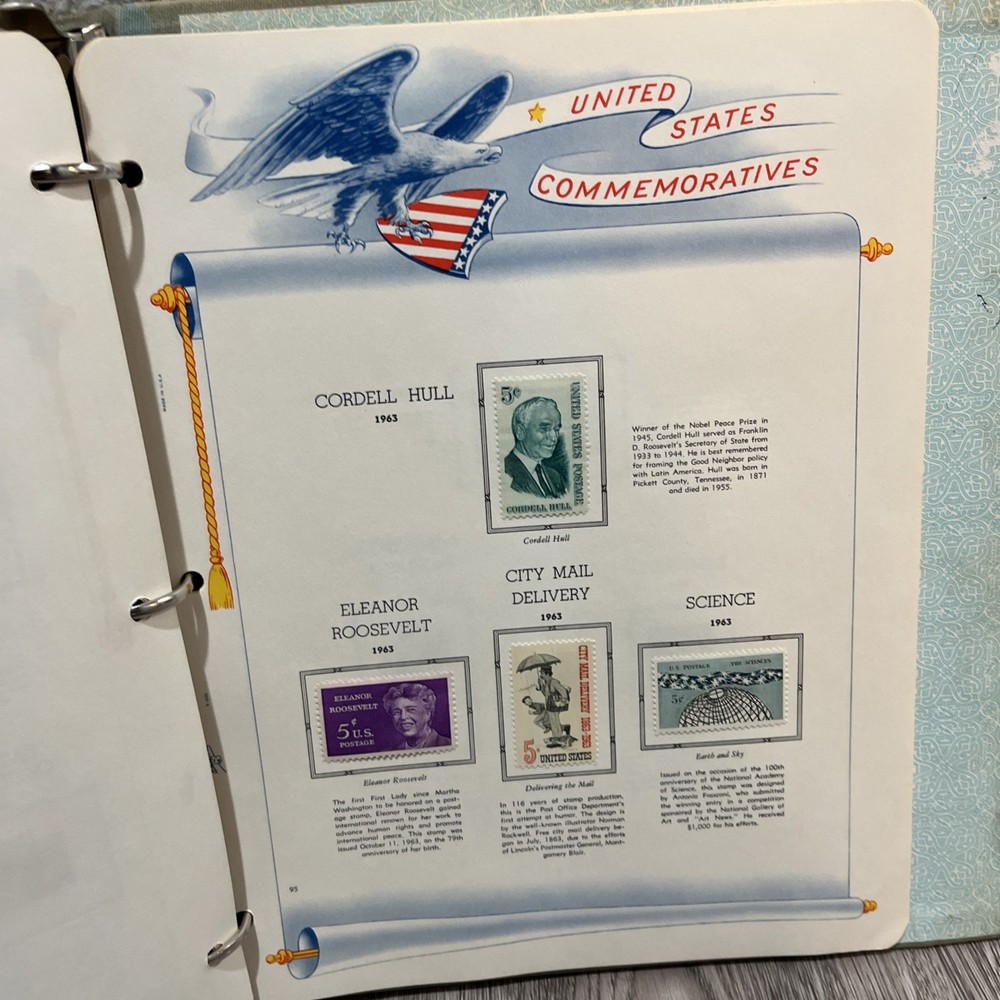 UNITED
STATES
COMMEMORATIVES
MADE IN U.S.A.
CORDELL HULL
1963
5¢
UNITED STATES POSTAGE
CORDELL HULL
Cordell Hull
Winner of the Nobel Peace Prize in
1945, Cordell Hull served as Franklin
D. Roosevelt's Secretary of State from
1933 to 1944. He is best remembered
for framing the Good Neighbor policy
with Latin America. Hull was born in
Pickett County, Tennessee, in 1871
and died in 1955.
ELEANOR
ROOSEVELT
1963
ELEANOR
ROOSEVELT
5¢
U.S.
POSTAGE
Eleanor Roosevelt
The first First Lady since Martha
Washington to be honored on a post-
age stamp, Eleanor Roosevelt gained
international renown for her work to
advance human rights and promote
international peace. This stamp was
issued October 11, 1963, on the 79th
anniversary of her birth.
CITY MAIL
DELIVERY
1963
CITY MAIL DELIVERY 1863-1963
5¢
UNITED STATES
Delivering the Mail
In 116 years of stamp production,
this is the Post Office Department's
first attempt at humor. The design is
by the well-known illustrator Norman
Rockwell. Free city mail delivery be-
gan in July, 1863, due to the efforts
of Lincoln's Postmaster General, Mont-
gomery Blair.
SCIENCE
1963
U.S. POSTAGE THE SCIENCES
5¢
Earth and Sky
Issued on the occasion of the 100th
anniversary of the National Academy
of Science, this stamp was designed
by Antonio Frasconi, who submitted
the winning entry in a competition
sponsored by the National Gallery of
Art and "Art News." He received
$1,000 for his efforts.
95